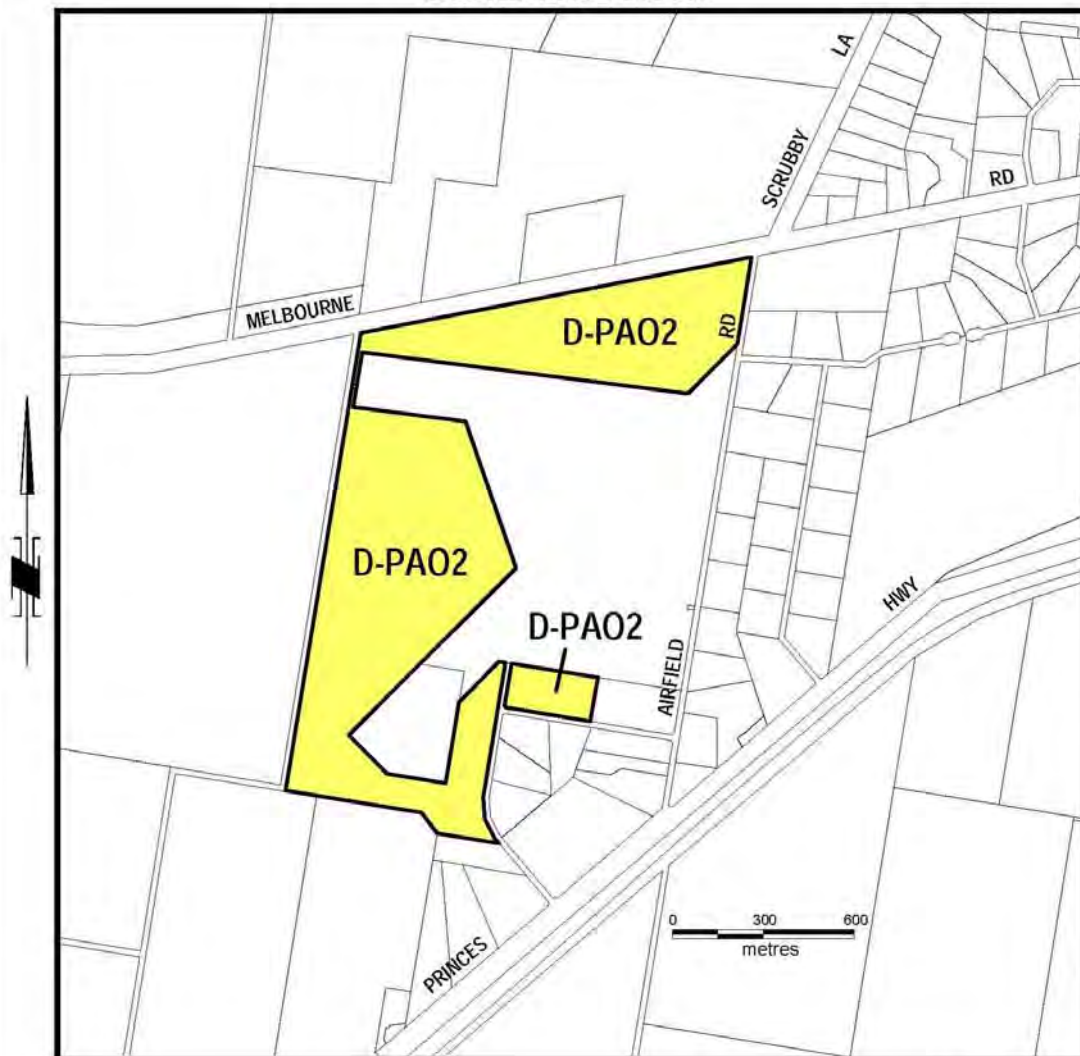 SCRUBBY LA
RD
MELBOURNE
D-PAO2
RD
D-PAO2
HWY
D-PAO2
AIRFIELD
0 300 600
metres
PRINCES